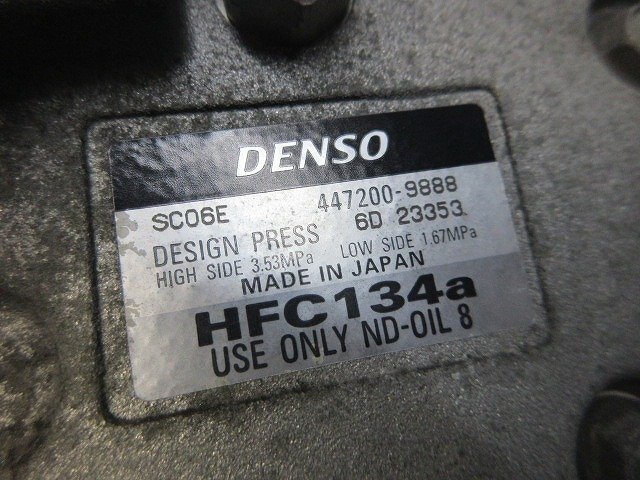 DENSO
SC06E 447200-9888
6D 23353
DESIGN PRESS
HIGH SIDE 3.53MPa LOW SIDE 1.67MPa
MADE IN JAPAN
HFC134a
USE ONLY ND-OIL 8